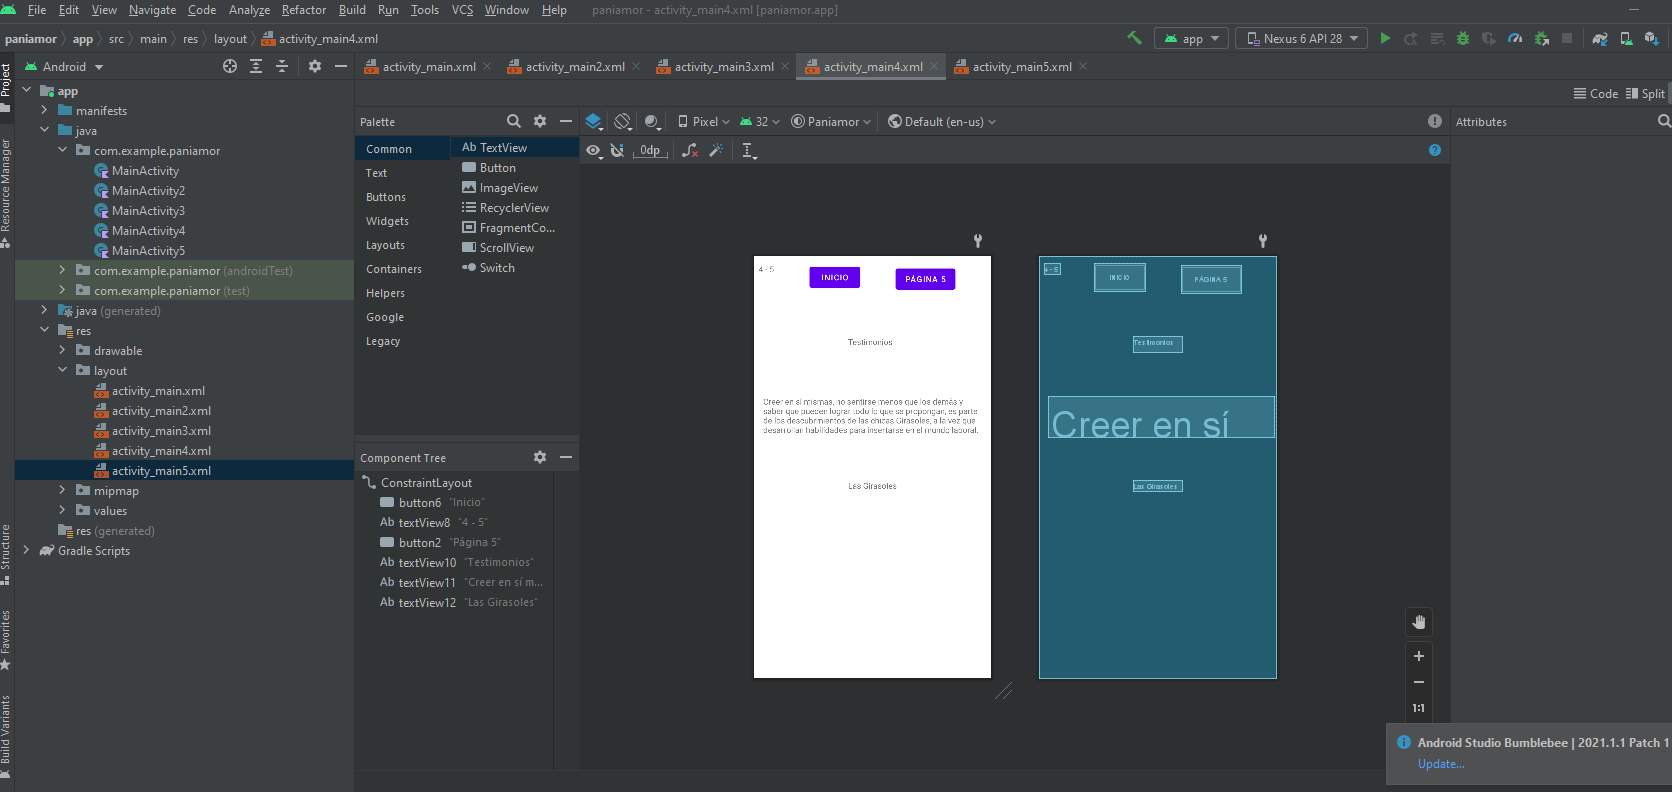 File Edit View Navigate Code Analyze Refactor Build Run Tools VCS Window Help paniamor - activity_main4.xml [paniamor.app]
paniamor app src main res layout activity_main4.xml
app Nexus 6 API 28
Project
Android
activity_main.xml activity_main2.xml activity_main3.xml activity_main4.xml activity_main5.xml
Code Split
app
manifests
java
com.example.paniamor
MainActivity
MainActivity2
MainActivity3
MainActivity4
MainActivity5
com.example.paniamor (androidTest)
com.example.paniamor (test)
java (generated)
res
drawable
layout
activity_main.xml
activity_main2.xml
activity_main3.xml
activity_main4.xml
activity_main5.xml
mipmap
values
res (generated)
Gradle Scripts
Resource Manager
Structure
Favorites
Build Variants
Palette
Common
Text
Buttons
Widgets
Layouts
Containers
Helpers
Google
Legacy
Ab TextView
Button
ImageView
RecyclerView
FragmentCo...
ScrollView
Switch
Component Tree
ConstraintLayout
button6 "Inicio"
Ab textView8 "4 - 5"
button2 "Página 5"
Ab textView10 "Testimonios"
Ab textView11 "Creer en sí m...
Ab textView12 "Las Girasoles"
Pixel 32 Paniamor Default (en-us)
0dp
Attributes
4 - 5 INICIO PÁGINA 5
Testimonios
Creer en sí mismas, no sentirse menos que los demás y
saber que pueden lograr todo lo que se propongan, es parte
de los descubrmientos de las chicas Girasoles, a la vez que
desarrollan habilidades para insertarse en el mundo laboral.
Las Girasoles
4 - 5 INICIO PÁGINA 5
Testimonios
Creer en sí
Las Girasoles
1:1
Android Studio Bumblebee | 2021.1.1 Patch 1
Update...